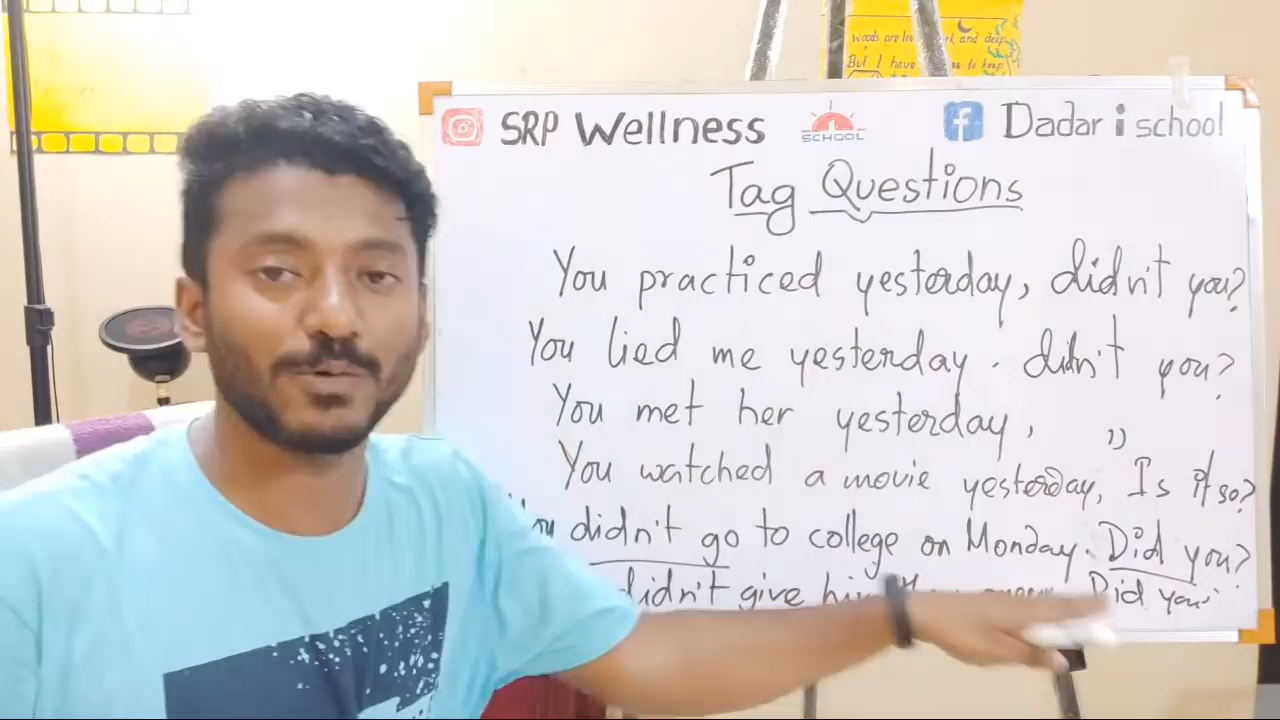 Woods are and deep,
But I have to keep
SRP Wellness
SCHOOL
f
Dadar i school
Tag Questions
You practiced yesterday, didn't you?
You lied me yesterday. didn't you?
You met her yesterday, ,,
You watched a movie yesterday, Is it so?
You didn't go to college on Monday. Did you?
didn't give him Did you